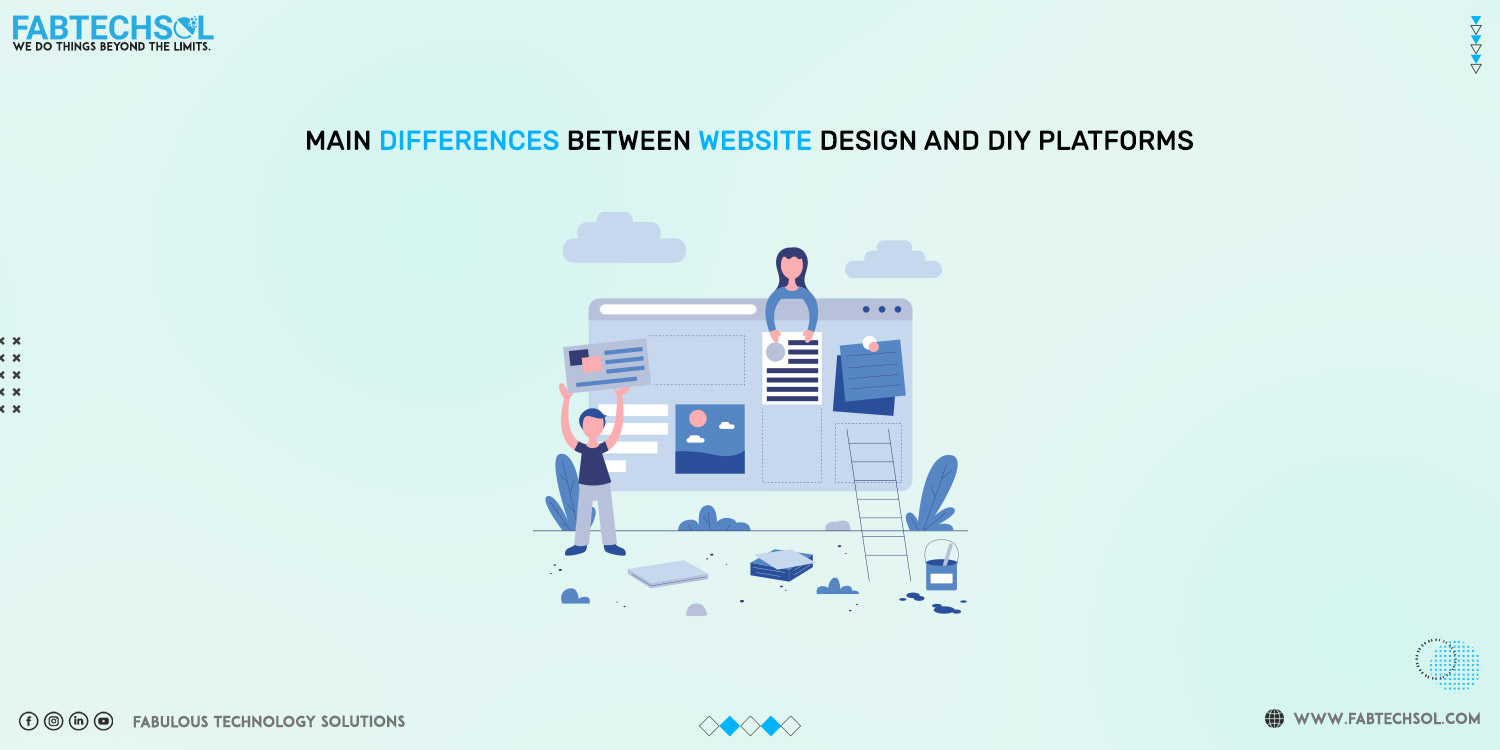 FABTECHSOL
WE DO THINGS BEYOND THE LIMITS.
MAIN DIFFERENCES BETWEEN WEBSITE DESIGN AND DIY PLATFORMS
FABULOUS TECHNOLOGY SOLUTIONS
WWW.FABTECHSOL.COM